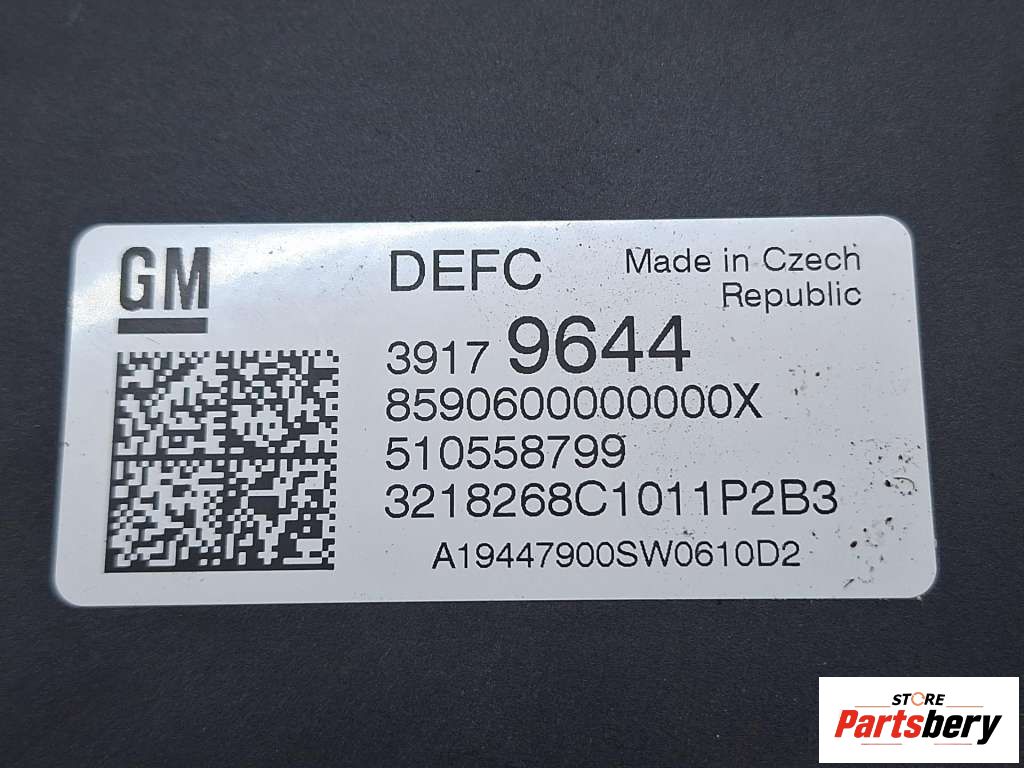 GM
DEFC
Made in Czech
Republic
3917 9644
8590600000000X
510558799
3218268C1011P2B3
A19447900SW0610D2
STORE
Partsbery